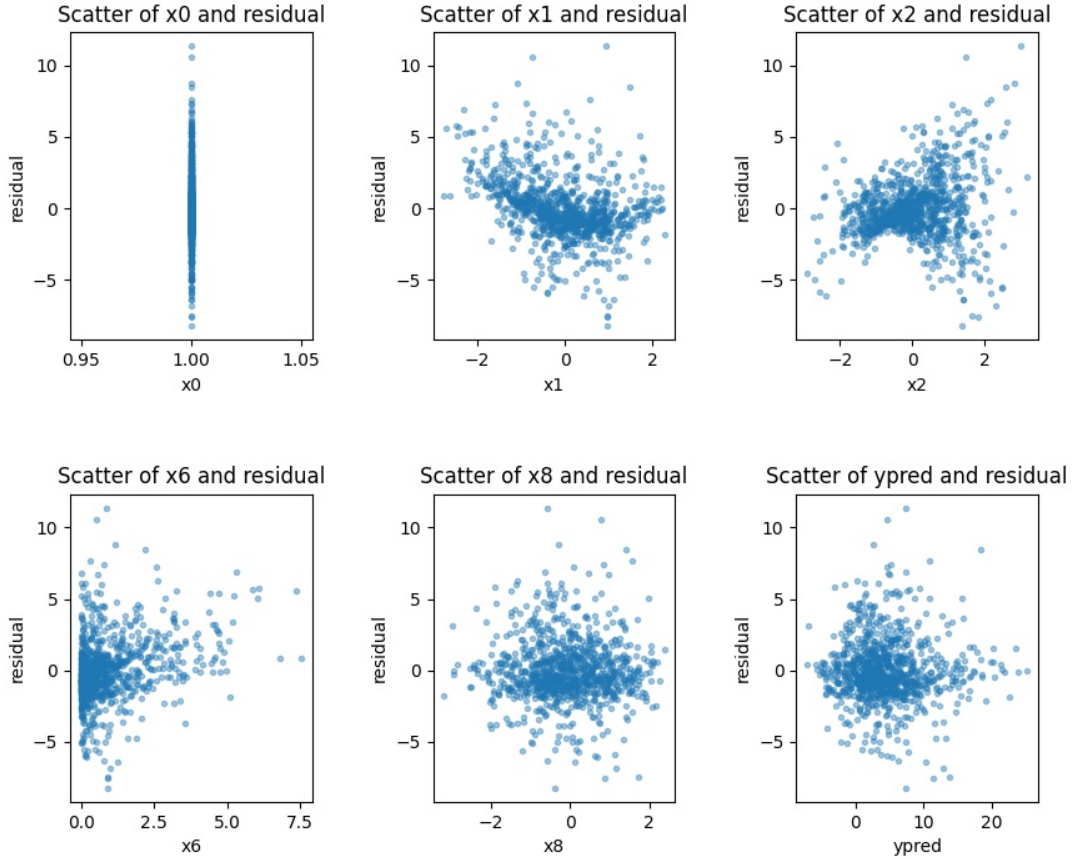 Scatter of x0 and residual
Scatter of x1 and residual
Scatter of x2 and residual
residual
10
5
0
−5
0.95
1.00
1.05
x0
residual
10
5
0
−5
−2
0
2
x1
residual
10
5
0
−5
−2
0
2
x2
Scatter of x6 and residual
Scatter of x8 and residual
Scatter of ypred and residual
residual
10
5
0
−5
0.0
2.5
5.0
7.5
x6
residual
10
5
0
−5
−2
0
2
x8
residual
10
5
0
−5
0
10
20
ypred